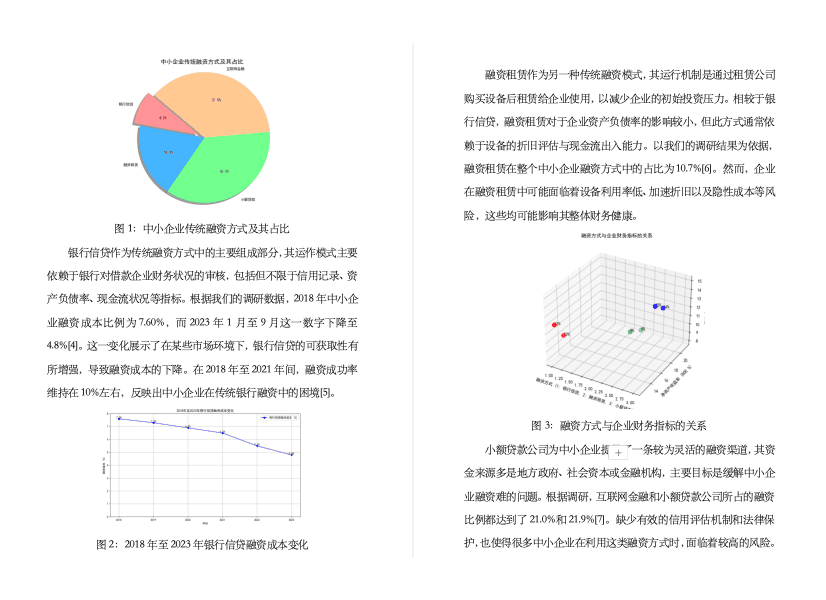 中小企业传统融资方式及其占比
互联网金融
银行信贷
融资租赁
小额贷款
图 1：中小企业传统融资方式及其占比
银行信贷作为传统融资方式中的主要组成部分，其运作模式主要
依赖于银行对借款企业财务状况的审核，包括但不限于信用记录、资
产负债率、现金流状况等指标。根据我们的调研数据，2018 年中小企
业融资成本比例为 7.60%，而 2023 年 1 月至 9 月这一数字下降至
4.8%[4]。这一变化展示了在某些市场环境下，银行信贷的可获取性有
所增强，导致融资成本的下降。在 2018 年至 2021 年间，融资成功率
维持在 10%左右，反映出中小企业在传统银行融资中的困境[5]。
2018年至2023年银行信贷融资成本变化
图 2：2018 年至 2023 年银行信贷融资成本变化
融资租赁作为另一种传统融资模式，其运行机制是通过租赁公司
购买设备后租赁给企业使用，以减少企业的初始投资压力。相较于银
行信贷，融资租赁对于企业资产负债率的影响较小，但此方式通常依
赖于设备的折旧评估与现金流出入能力。以我们的调研结果为依据，
融资租赁在整个中小企业融资方式中的占比为 10.7%[6]。然而，企业
在融资租赁中可能面临着设备利用率低、加速折旧以及隐性成本等风
险，这些均可能影响其整体财务健康。
融资方式与企业财务指标的关系
图 3：融资方式与企业财务指标的关系
小额贷款公司为中小企业提 了一条较为灵活的融资渠道，其资
金来源多是地方政府、社会资本或金融机构，主要目标是缓解中小企
业融资难的问题。根据调研，互联网金融和小额贷款公司所占的融资
比例都达到了 21.0%和 21.9%[7]。缺少有效的信用评估机制和法律保
护，也使得很多中小企业在利用这类融资方式时，面临着较高的风险。